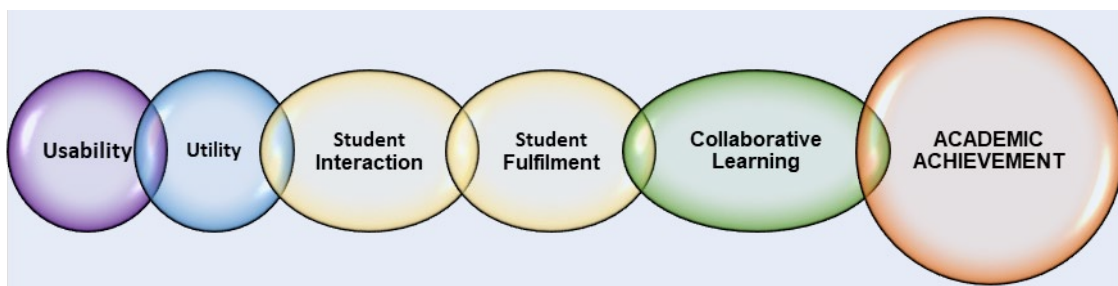 Usability
Utility
Student
Interaction
Student
Fulfilment
Collaborative
Learning
ACADEMIC
ACHIEVEMENT